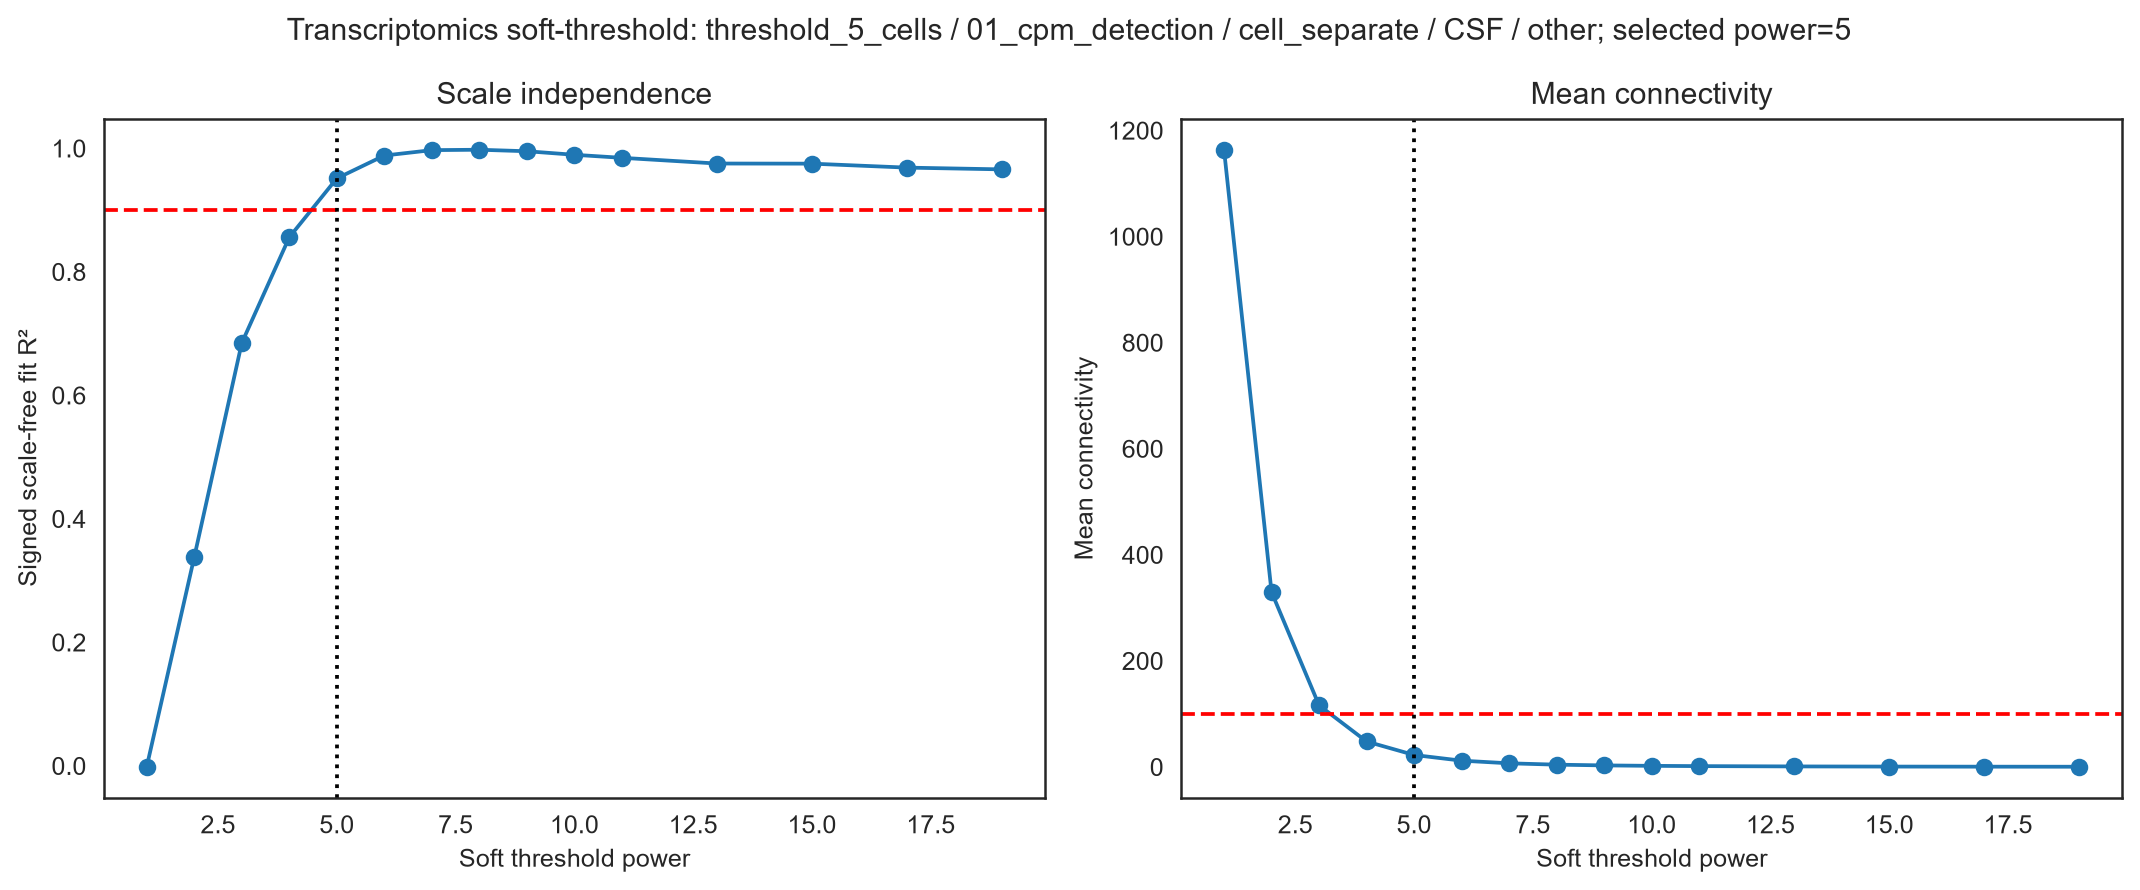 Transcriptomics soft-threshold: threshold_5_cells / 01_cpm_detection / cell_separate / CSF / other; selected power=5
Scale independence
Signed scale-free fit R²
1.0
0.8
0.6
0.4
0.2
0.0
2.5 5.0 7.5 10.0 12.5 15.0 17.5
Soft threshold power
Mean connectivity
Mean connectivity
1200
1000
800
600
400
200
0
2.5 5.0 7.5 10.0 12.5 15.0 17.5
Soft threshold power